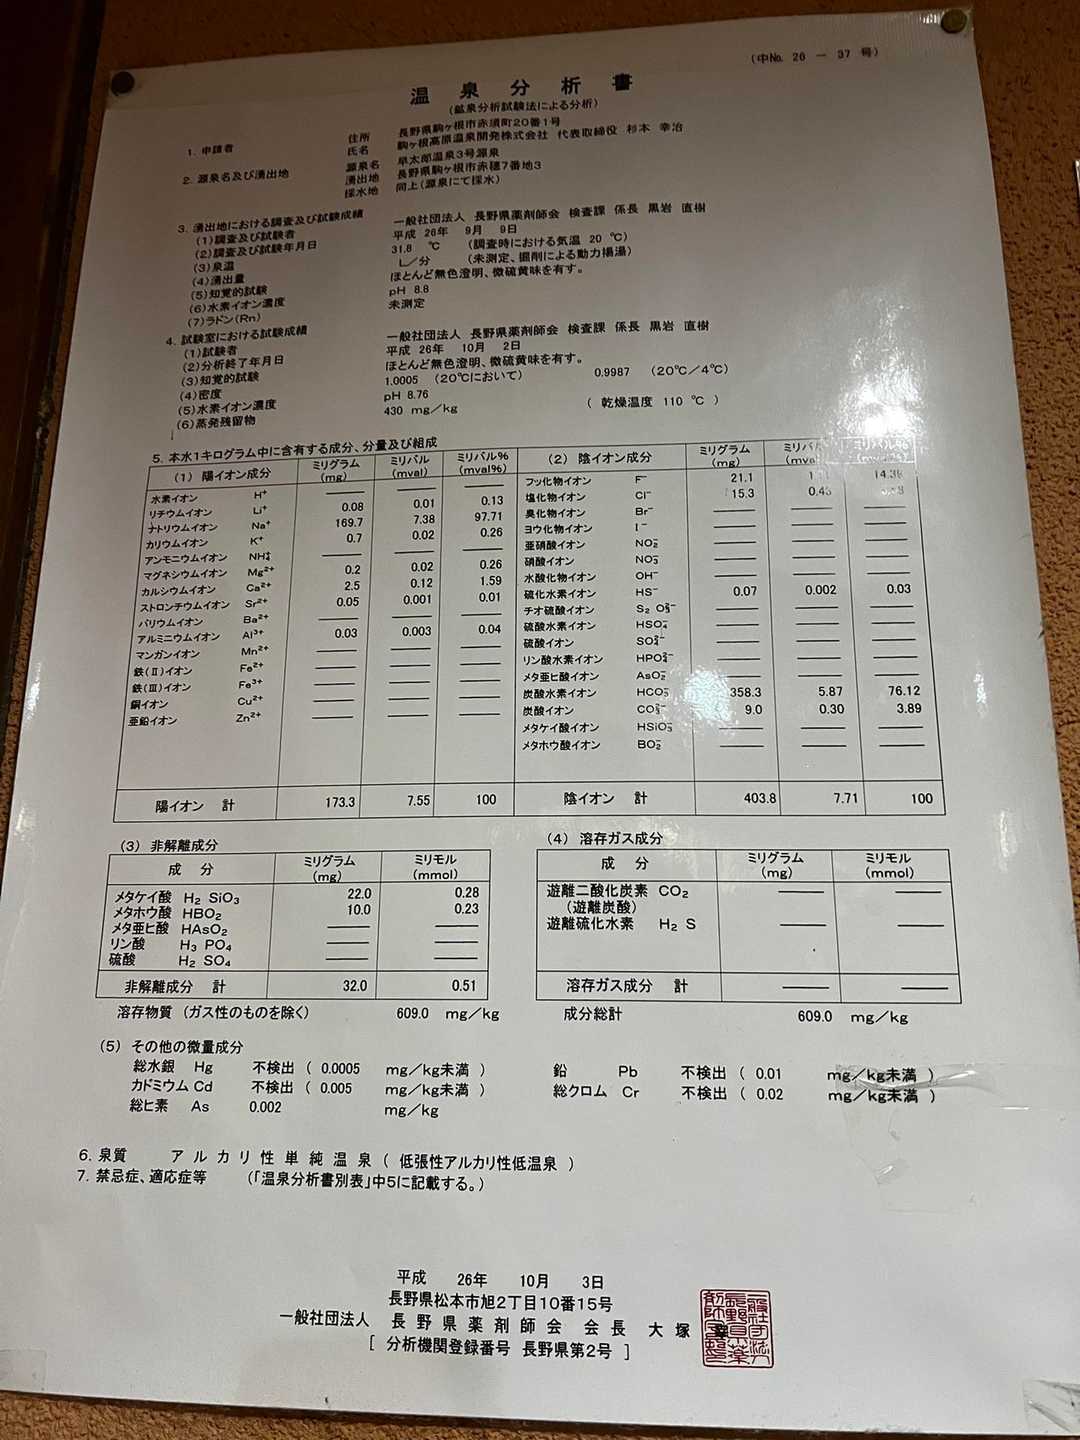 (中No. 26 － 37 号)
温泉分析書
(鉱泉分析試験法による分析)
1. 申請者 住所 長野県駒ヶ根市赤須町20番1号
氏名 駒ヶ根高原温泉開発株式会社 代表取締役 杉本 幸治
2. 源泉名及び湧出地 源泉名 早太郎温泉3号源泉
湧出地 長野県駒ヶ根市赤穂7番地3
採水地 同上(源泉にて採水)
3. 湧出地における調査及び試験成績
(1)調査及び試験者 一般社団法人 長野県薬剤師会 検査課 係長 黒岩 直樹
(2)調査及び試験年月日 平成 26年 9月 9日
(3)泉温 31.8 ℃ (調査時における気温 20 ℃)
(4)湧出量 L／分 (未測定、掘削による動力揚湯)
(5)知覚的試験 ほとんど無色澄明、微硫黄味を有す。
(6)水素イオン濃度 pH 8.8
(7)ラドン(Rn) 未測定
4. 試験室における試験成績
(1)試験者 一般社団法人 長野県薬剤師会 検査課 係長 黒岩 直樹
(2)分析終了年月日 平成 26年 10月 2日
(3)知覚的試験 ほとんど無色澄明、微硫黄味を有す。
(4)密度 1.0005 (20℃において) 0.9987 (20℃／4℃)
(5)水素イオン濃度 pH 8.76
(6)蒸発残留物 430 mg／kg ( 乾燥温度 110 ℃ )
5. 本水1キログラム中に含有する成分、分量及び組成
(1) 陽イオン成分 ミリグラム(mg) ミリバル(mval) ミリバル%(mval%)
水素イオン H⁺ ── ── ──
リチウムイオン Li⁺ 0.08 0.01 0.13
ナトリウムイオン Na⁺ 169.7 7.38 97.71
カリウムイオン K⁺ 0.7 0.02 0.26
アンモニウムイオン NH₄⁺ ── ── ──
マグネシウムイオン Mg²⁺ 0.2 0.02 0.26
カルシウムイオン Ca²⁺ 2.5 0.12 1.59
ストロンチウムイオン Sr²⁺ 0.05 0.001 0.01
バリウムイオン Ba²⁺ ── ── ──
アルミニウムイオン Al³⁺ 0.03 0.003 0.04
マンガンイオン Mn²⁺ ── ── ──
鉄(Ⅱ)イオン Fe²⁺ ── ── ──
鉄(Ⅲ)イオン Fe³⁺ ── ── ──
銅イオン Cu²⁺ ── ── ──
亜鉛イオン Zn²⁺ ── ── ──
陽イオン 計 173.3 7.55 100
(2) 陰イオン成分 ミリグラム(mg) ミリバル(mval) ミリバル%(mval%)
フッ化物イオン F⁻ 21.1 14.38
塩化物イオン Cl⁻ 15.3 0.43
臭化物イオン Br⁻ ── ── ──
ヨウ化物イオン I⁻ ── ── ──
亜硝酸イオン NO₂⁻ ── ── ──
硝酸イオン NO₃⁻ ── ── ──
水酸化物イオン OH⁻ ── ── ──
硫化水素イオン HS⁻ 0.07 0.002 0.03
チオ硫酸イオン S₂O₃²⁻ ── ── ──
硫酸水素イオン HSO₄⁻ ── ── ──
硫酸イオン SO₄²⁻ ── ── ──
リン酸水素イオン HPO₄²⁻ ── ── ──
メタ亜ヒ酸イオン AsO₂⁻ ── ── ──
炭酸水素イオン HCO₃⁻ 358.3 5.87 76.12
炭酸イオン CO₃²⁻ 9.0 0.30 3.89
メタケイ酸イオン HSiO₃⁻ ── ── ──
メタホウ酸イオン BO₂⁻ ── ── ──
陰イオン 計 403.8 7.71 100
(3) 非解離成分
成 分 ミリグラム(mg) ミリモル(mmol)
メタケイ酸 H₂SiO₃ 22.0 0.28
メタホウ酸 HBO₂ 10.0 0.23
メタ亜ヒ酸 HAsO₂ ── ──
リン酸 H₃PO₄ ── ──
硫酸 H₂SO₄ ── ──
非解離成分 計 32.0 0.51
(4) 溶存ガス成分
成 分 ミリグラム(mg) ミリモル(mmol)
遊離二酸化炭素 CO₂ ── ──
(遊離炭酸)
遊離硫化水素 H₂S ── ──
溶存ガス成分 計 ── ──
溶存物質 (ガス性のものを除く) 609.0 mg／kg 成分総計 609.0 mg／kg
(5) その他の微量成分
総水銀 Hg 不検出 ( 0.0005 mg／kg未満 ) 鉛 Pb 不検出 ( 0.01 mg／kg未満 )
カドミウム Cd 不検出 ( 0.005 mg／kg未満 ) 総クロム Cr 不検出 ( 0.02 mg／kg未満 )
総ヒ素 As 0.002 mg／kg
6. 泉質 アルカリ性単純温泉 ( 低張性アルカリ性低温泉 )
7. 禁忌症、適応症等 (「温泉分析書別表」中5に記載する。)
平成 26年 10月 3日
長野県松本市旭2丁目10番15号
一般社団法人 長野県薬剤師会 会長 大塚
[ 分析機関登録番号 長野県第2号 ]